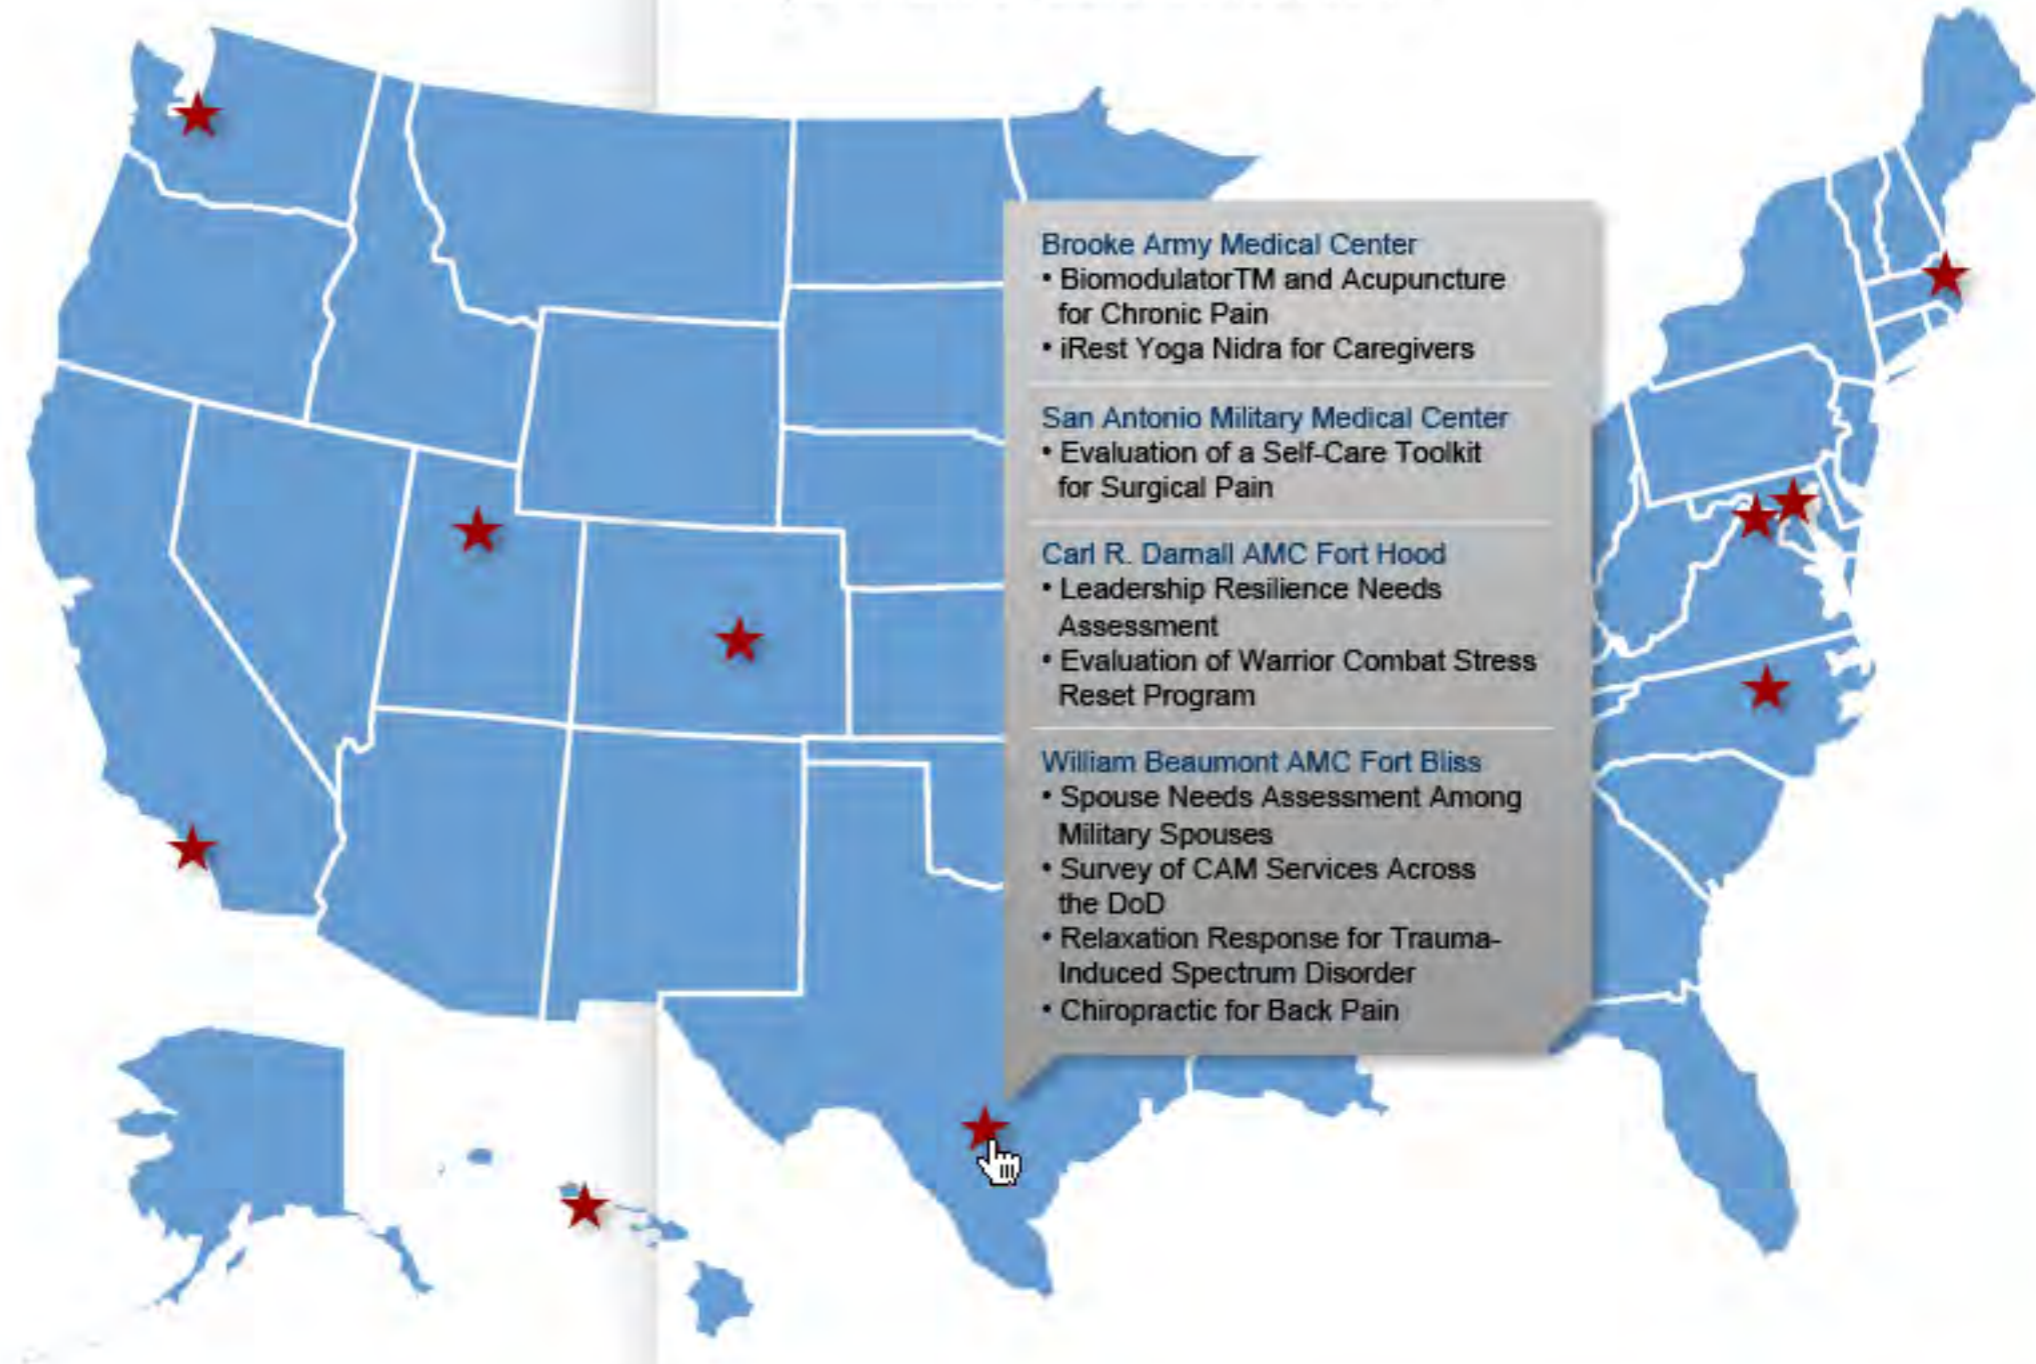 Brooke Army Medical Center
• BiomodulatorTM and Acupuncture
for Chronic Pain
• iRest Yoga Nidra for Caregivers
San Antonio Military Medical Center
• Evaluation of a Self-Care Toolkit
for Surgical Pain
Carl R. Darnall AMC Fort Hood
• Leadership Resilience Needs
Assessment
• Evaluation of Warrior Combat Stress
Reset Program
William Beaumont AMC Fort Bliss
• Spouse Needs Assessment Among
Military Spouses
• Survey of CAM Services Across
the DoD
• Relaxation Response for Trauma-
Induced Spectrum Disorder
• Chiropractic for Back Pain